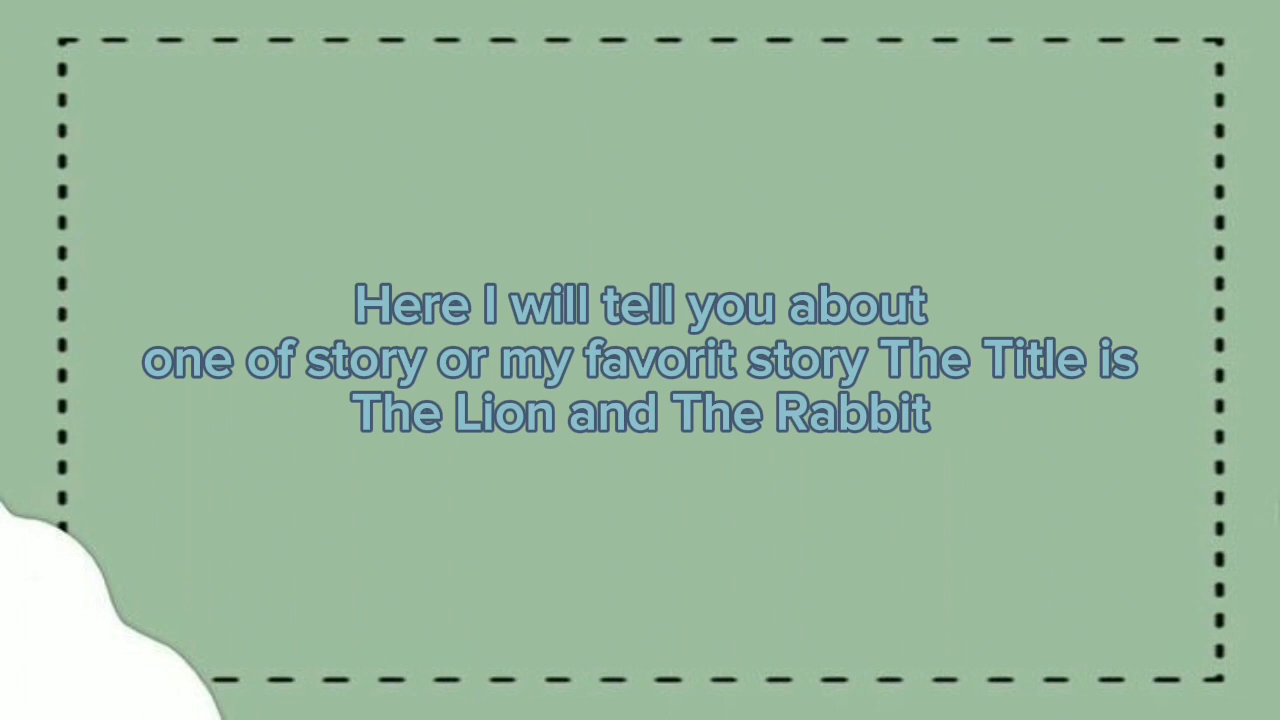 Here I will tell you about
one of story or my favorit story The Title is
The Lion and The Rabbit